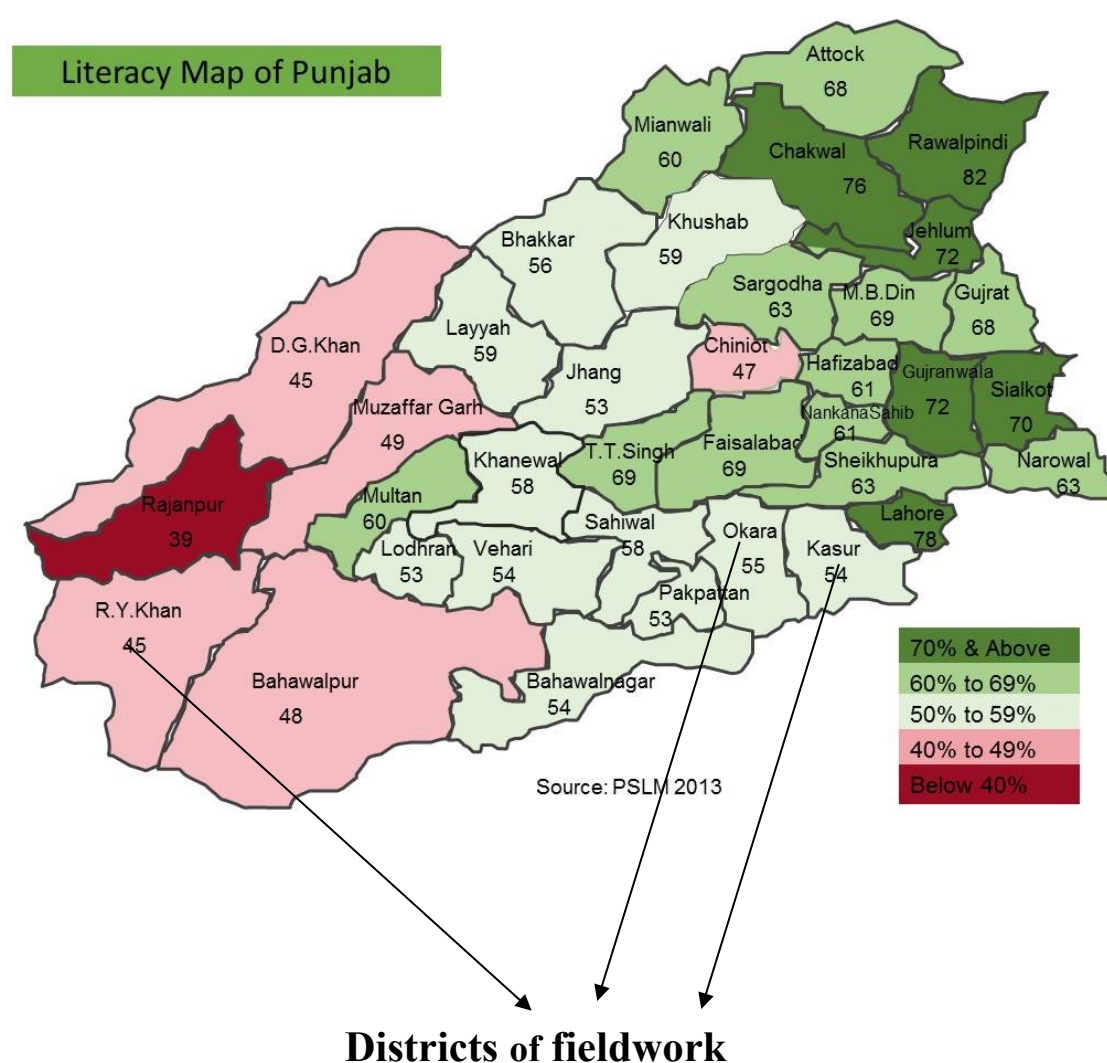 Literacy Map of Punjab
Attock
68
Mianwali
60
Chakwal
76
Rawalpindi
82
Khushab
59
Bhakkar
56
Jehlum
72
Sargodha
63
M.B.Din
69
Gujrat
68
Layyah
59
D.G.Khan
45
Chiniot
47
Hafizabad
61
Gujranwala
72
Sialkot
70
Jhang
53
Muzaffar Garh
49
NankanaSahib
61
T.T.Singh
69
Faisalabad
69
Khanewal
58
Sheikhupura
63
Narowal
63
Rajanpur
39
Multan
60
Lahore
78
Sahiwal
58
Okara
55
Kasur
54
Lodhran
53
Vehari
54
Pakpattan
53
R.Y.Khan
45
Bahawalpur
48
Bahawalnagar
54
70% & Above
60% to 69%
50% to 59%
40% to 49%
Below 40%
Source: PSLM 2013
Districts of fieldwork